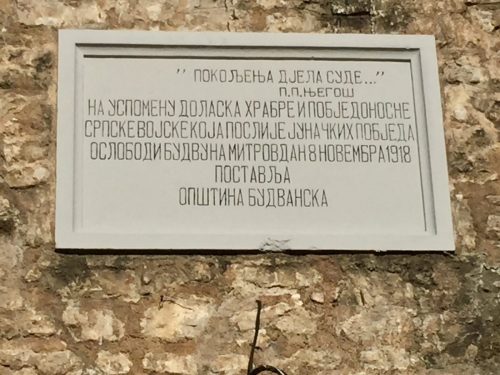 " ПОКОЉЕЊА ДЈЕЛА СУДЕ..."
П.П.ЊЕГОШ
НА УСПОМЕНУ ДОЛАСКА ХРАБРЕ И ПОБЈЕДОНОСНЕ
СРПСКЕ ВОЈСКЕ КОЈА ПОСЛИЈЕ ЈУНАЧКИХ ПОБЈЕДА
ОСЛОБОДИ БУДВУ НА МИТРОВДАН 8 НОВЕМБРА 1918
ПОСТАВЉА
ОПШТИНА БУДВАНСКА